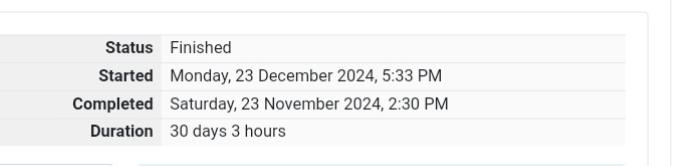 Status Finished
Started Monday, 23 December 2024, 5:33 PM
Completed Saturday, 23 November 2024, 2:30 PM
Duration 30 days 3 hours